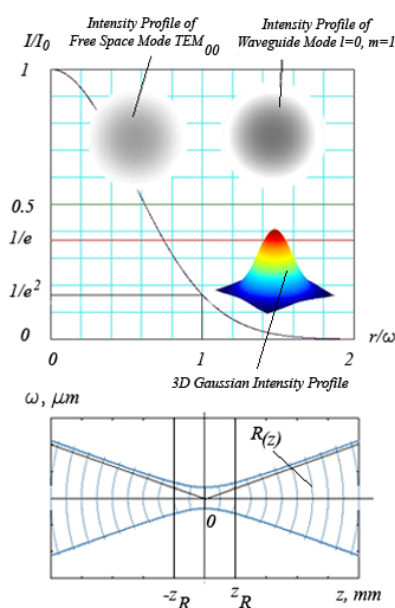 Intensity Profile of
Free Space Mode TEM00
Intensity Profile of
Waveguide Mode l=0, m=1
I/I0
1
0.5
1/e
1/e²
0
0
1
2
r/ω
3D Gaussian Intensity Profile
ω, μm
R(z)
0
-zR
zR
z, mm